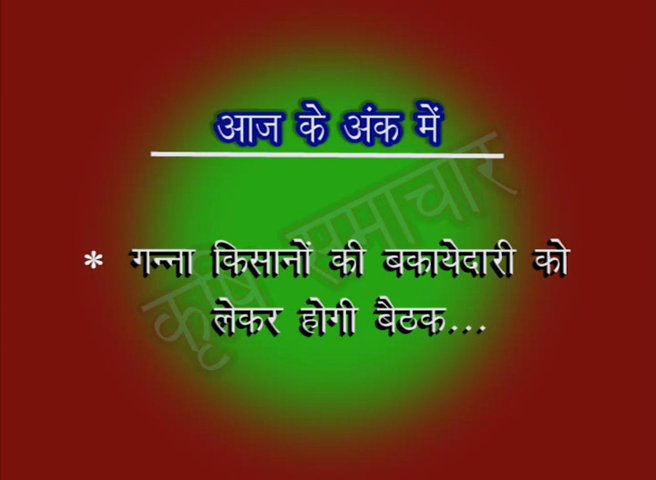 आज के अंक में
कृषि समाचार
* गन्ना किसानों की बकायेदारी को
लेकर होगी बैठक...